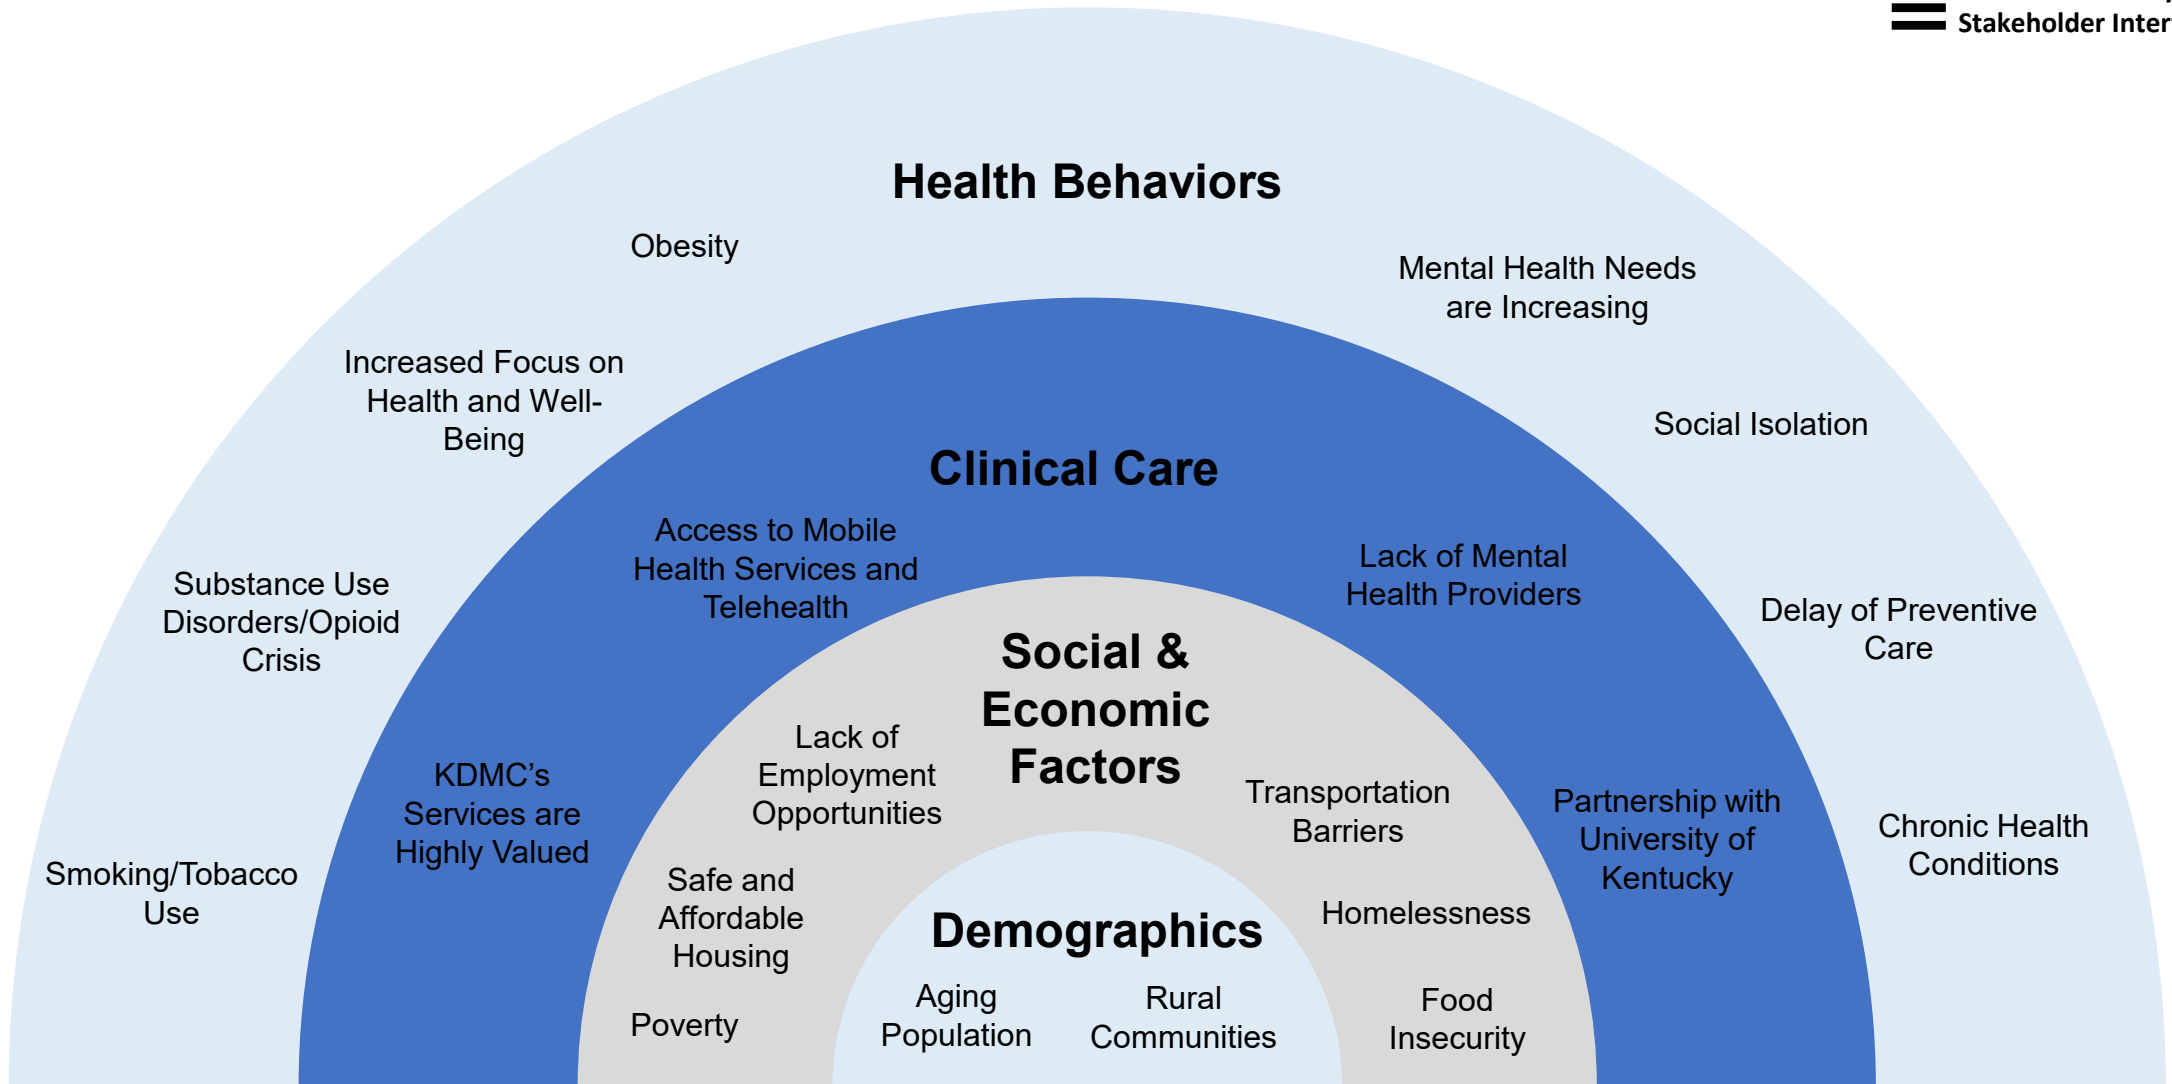 Stakeholder
Health Behaviors
Obesity
Mental Health Needs
are Increasing
Increased Focus on
Health and Well-
Being
Social Isolation
Clinical Care
Access to Mobile
Health Services and
Telehealth
Lack of Mental
Health Providers
Substance Use
Disorders/Opioid
Crisis
Delay of Preventive
Care
Social &
Economic
Factors
Lack of
Employment
Opportunities
Transportation
Barriers
KDMC’s
Services are
Highly Valued
Partnership with
University of
Kentucky
Chronic Health
Conditions
Smoking/Tobacco
Use
Safe and
Affordable
Housing
Homelessness
Poverty
Food
Insecurity
Demographics
Aging
Population
Rural
Communities